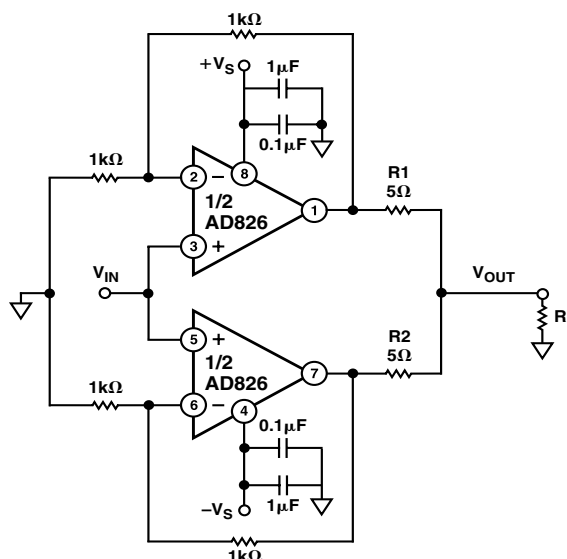 1kΩ
+VS
1µF
0.1µF
1kΩ
2
−
8
1/2
AD826
1
R1
5Ω
3
+
VIN
VOUT
R
5
+
1/2
AD826
7
R2
5Ω
1kΩ
6
−
4
0.1µF
1µF
−VS
1kΩ